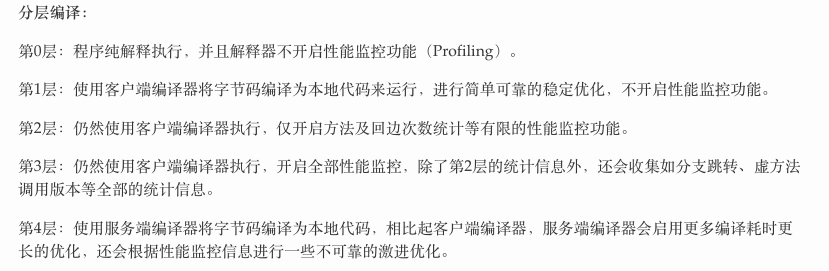 分层编译：
第0层：程序纯解释执行，并且解释器不开启性能监控功能（Profiling）。
第1层：使用客户端编译器将字节码编译为本地代码来运行，进行简单可靠的稳定优化，不开启性能监控功能。
第2层：仍然使用客户端编译器执行，仅开启方法及回边次数统计等有限的性能监控功能。
第3层：仍然使用客户端编译器执行，开启全部性能监控，除了第2层的统计信息外，还会收集如分支跳转、虚方法
调用版本等全部的统计信息。
第4层：使用服务端编译器将字节码编译为本地代码，相比起客户端编译器，服务端编译器会启用更多编译耗时更
长的优化，还会根据性能监控信息进行一些不可靠的激进优化。